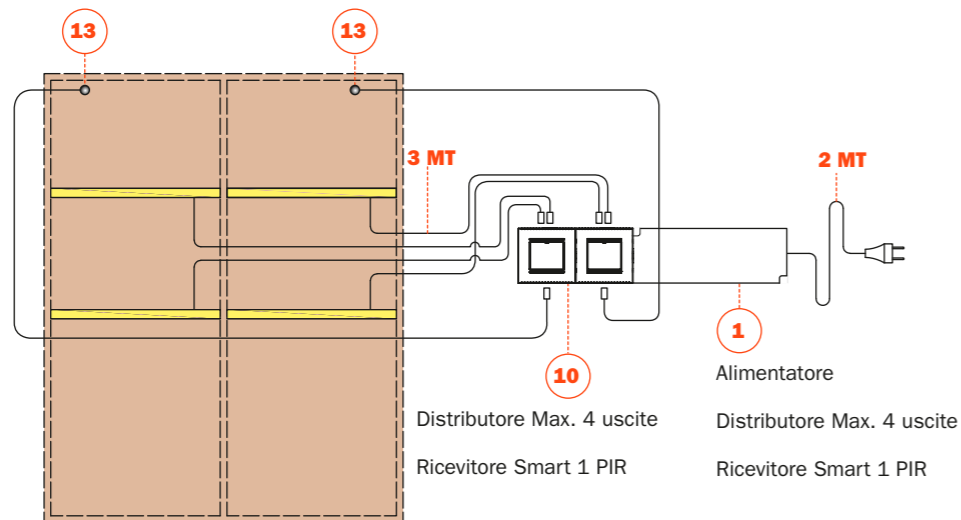 13
13
3 MT
2 MT
10
1
Distributore Max. 4 uscite
Ricevitore Smart 1 PIR
Alimentatore
Distributore Max. 4 uscite
Ricevitore Smart 1 PIR